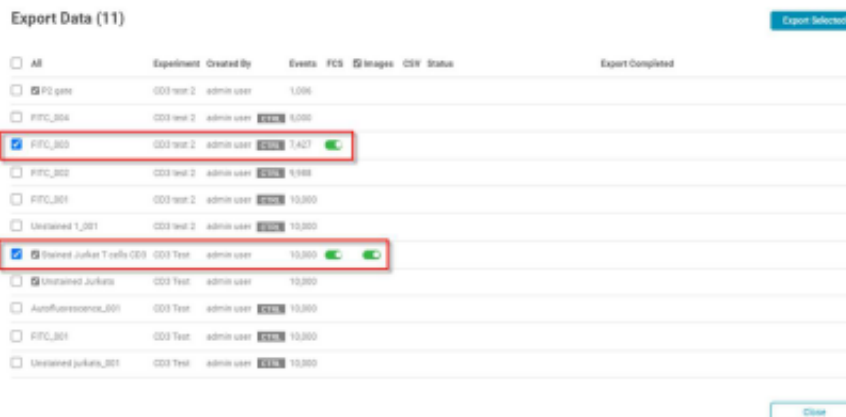 Export Data (11)
Export Selected
All Experiment Created By Events FCS Images CSV Status Export Completed
P2 gate CD3 test 2 admin user 1,006
FITC_004 CD3 test 2 admin user CTRL 9,000
FITC_003 CD3 test 2 admin user CTRL 7,427
FITC_002 CD3 test 2 admin user CTRL 9,988
FITC_001 CD3 test 2 admin user CTRL 10,000
Unstained 1_001 CD3 test 2 admin user CTRL 10,000
Stained Jurkat T cells CD3 CD3 Test admin user 10,000
Unstained Jurkats CD3 Test admin user 10,000
Autofluorescence_001 CD3 Test admin user CTRL 10,000
FITC_001 CD3 Test admin user CTRL 10,000
Unstained jurkats_001 CD3 Test admin user CTRL 10,000
Close